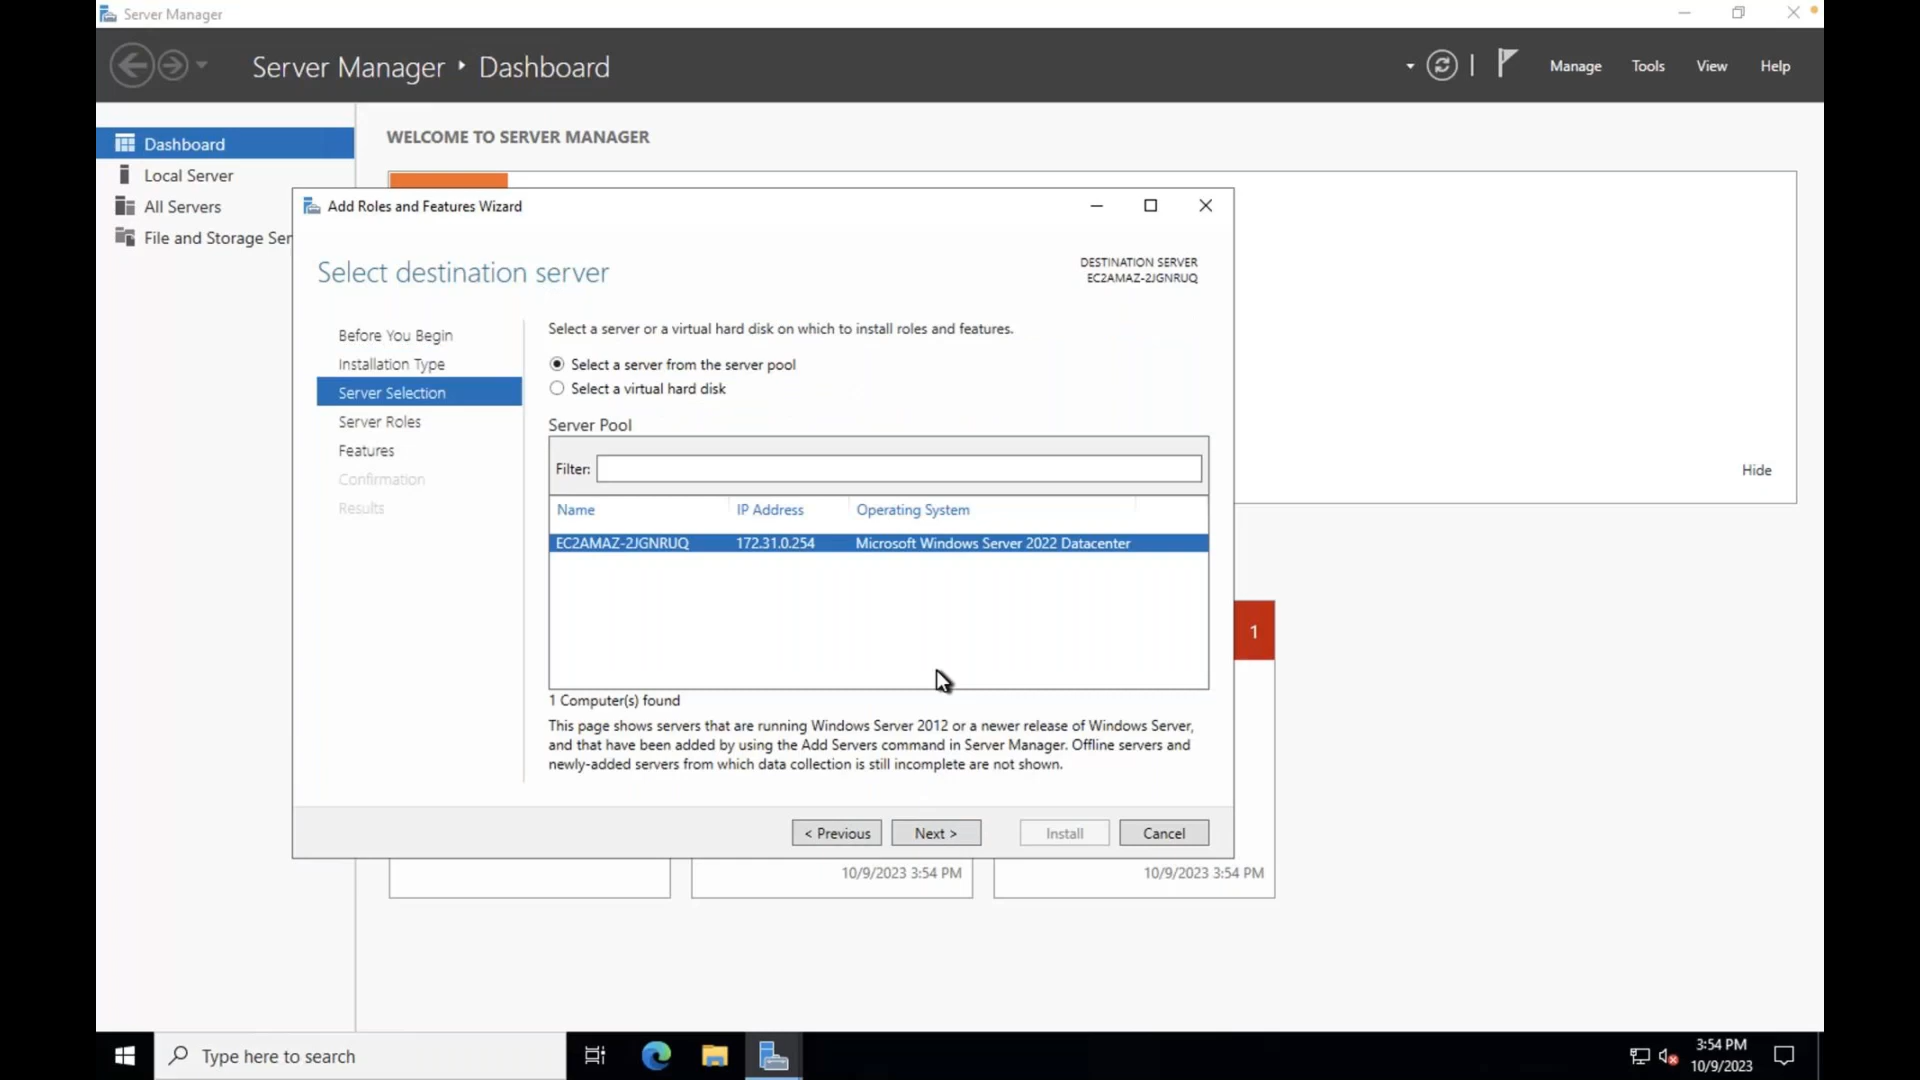 Server Manager
Server Manager ‣ Dashboard
Manage Tools View Help
Dashboard
Local Server
All Servers
File and Storage Ser
WELCOME TO SERVER MANAGER
Hide
Add Roles and Features Wizard
Select destination server
DESTINATION SERVER
EC2AMAZ-2JGNRUQ
Before You Begin
Installation Type
Server Selection
Server Roles
Features
Confirmation
Results
Select a server or a virtual hard disk on which to install roles and features.
Select a server from the server pool
Select a virtual hard disk
Server Pool
Filter:
Name IP Address Operating System
EC2AMAZ-2JGNRUQ 172.31.0.254 Microsoft Windows Server 2022 Datacenter
1 Computer(s) found
This page shows servers that are running Windows Server 2012 or a newer release of Windows Server,
and that have been added by using the Add Servers command in Server Manager. Offline servers and
newly-added servers from which data collection is still incomplete are not shown.
< Previous Next > Install Cancel
1
10/9/2023 3:54 PM 10/9/2023 3:54 PM
Type here to search
3:54 PM
10/9/2023